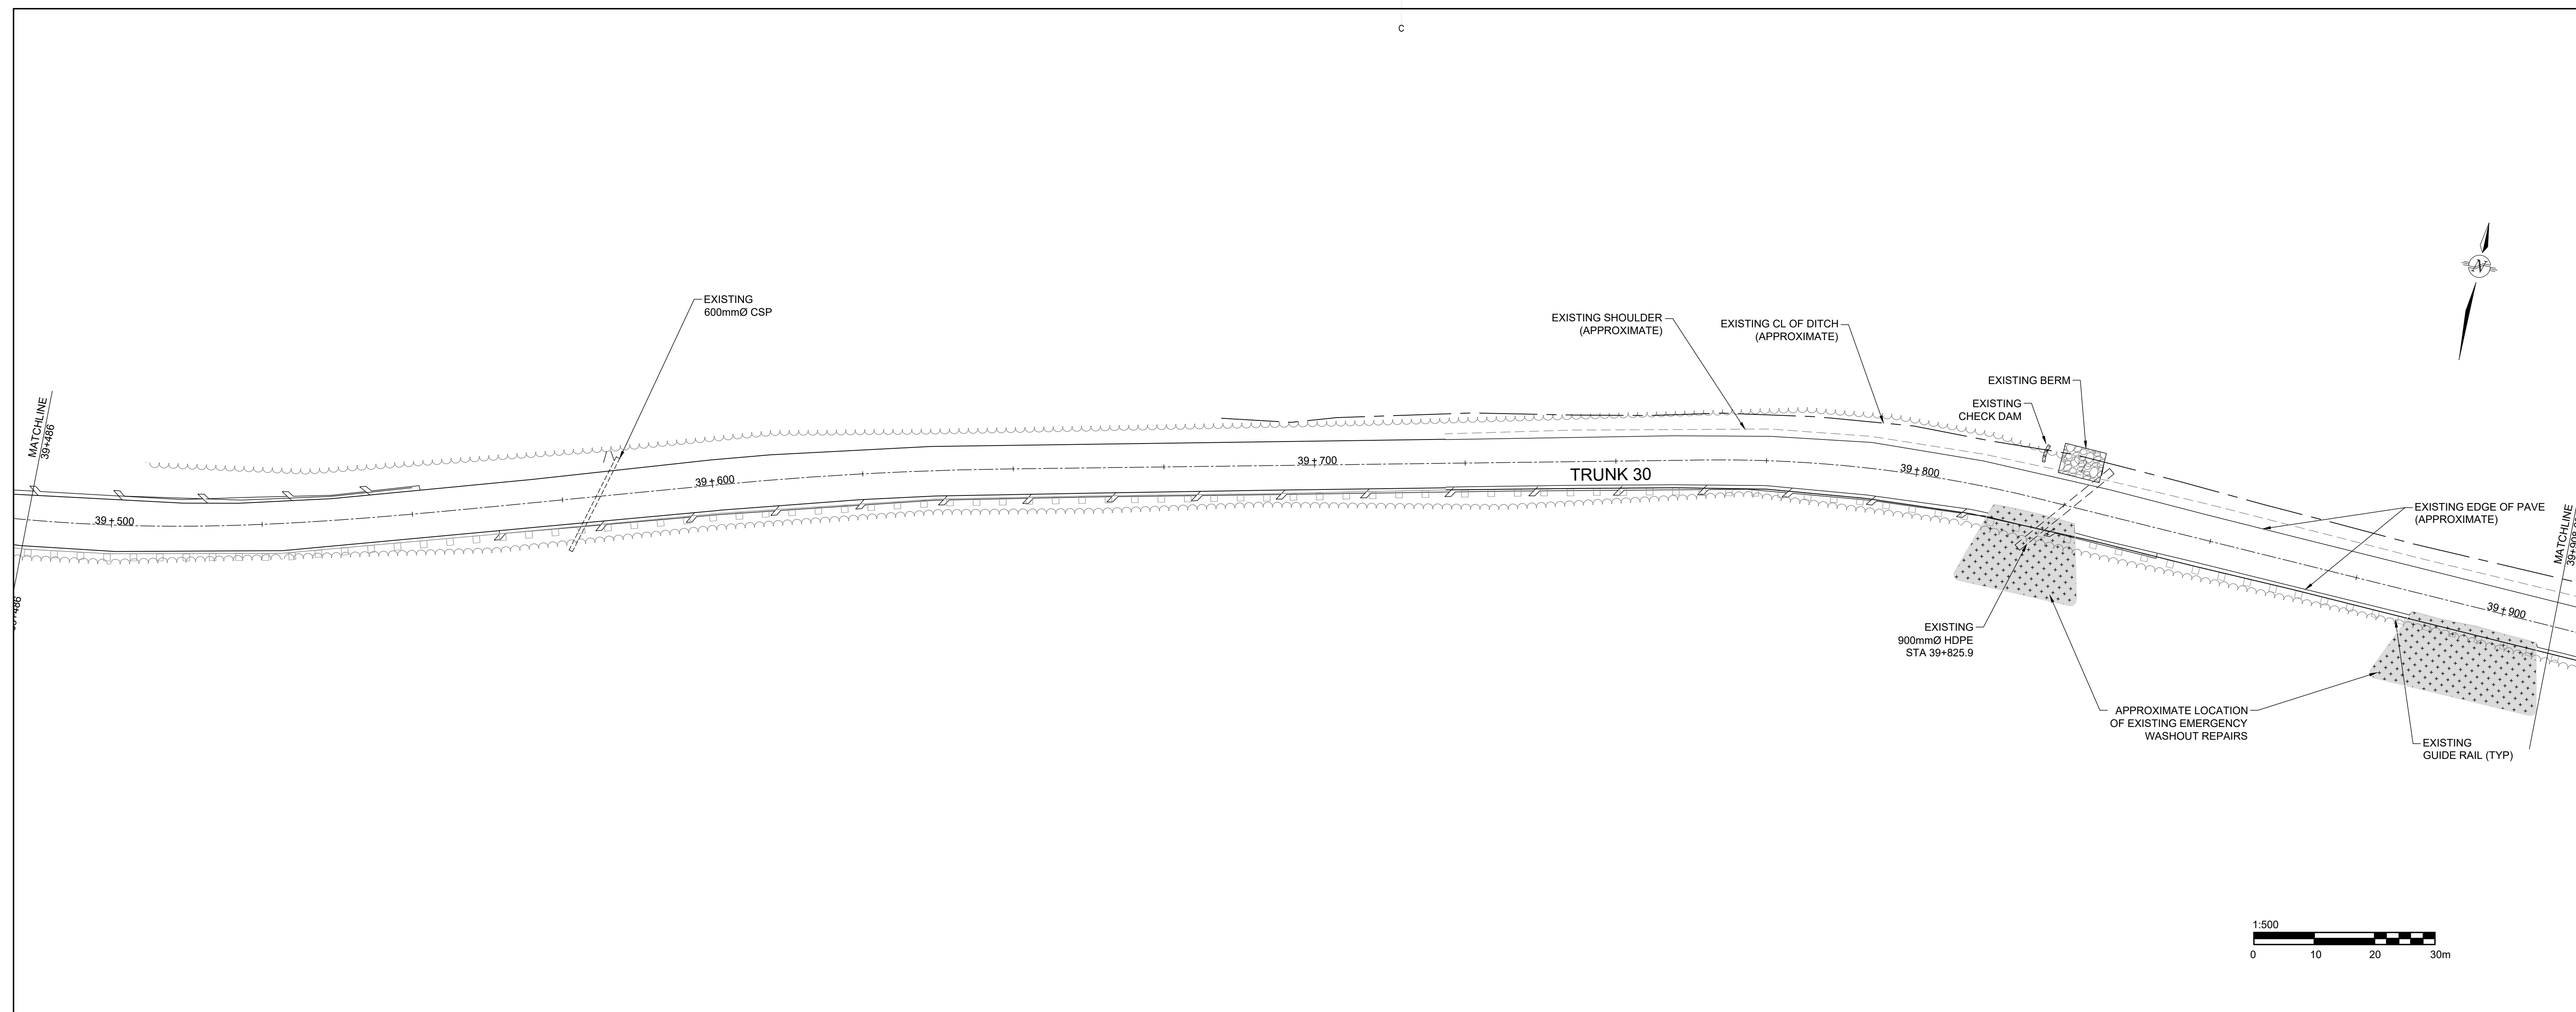 C
EXISTING
600mmØ CSP
EXISTING SHOULDER
(APPROXIMATE)
EXISTING CL OF DITCH
(APPROXIMATE)
EXISTING BERM
EXISTING
CHECK DAM
N
MATCHLINE
39+486
39+500
39+600
39+700
TRUNK 30
39+800
39+900
EXISTING EDGE OF PAVE
(APPROXIMATE)
MATCHLINE
EXISTING
900mmØ HDPE
STA 39+825.9
APPROXIMATE LOCATION
OF EXISTING EMERGENCY
WASHOUT REPAIRS
EXISTING
GUIDE RAIL (TYP)
1:500
0 10 20 30m